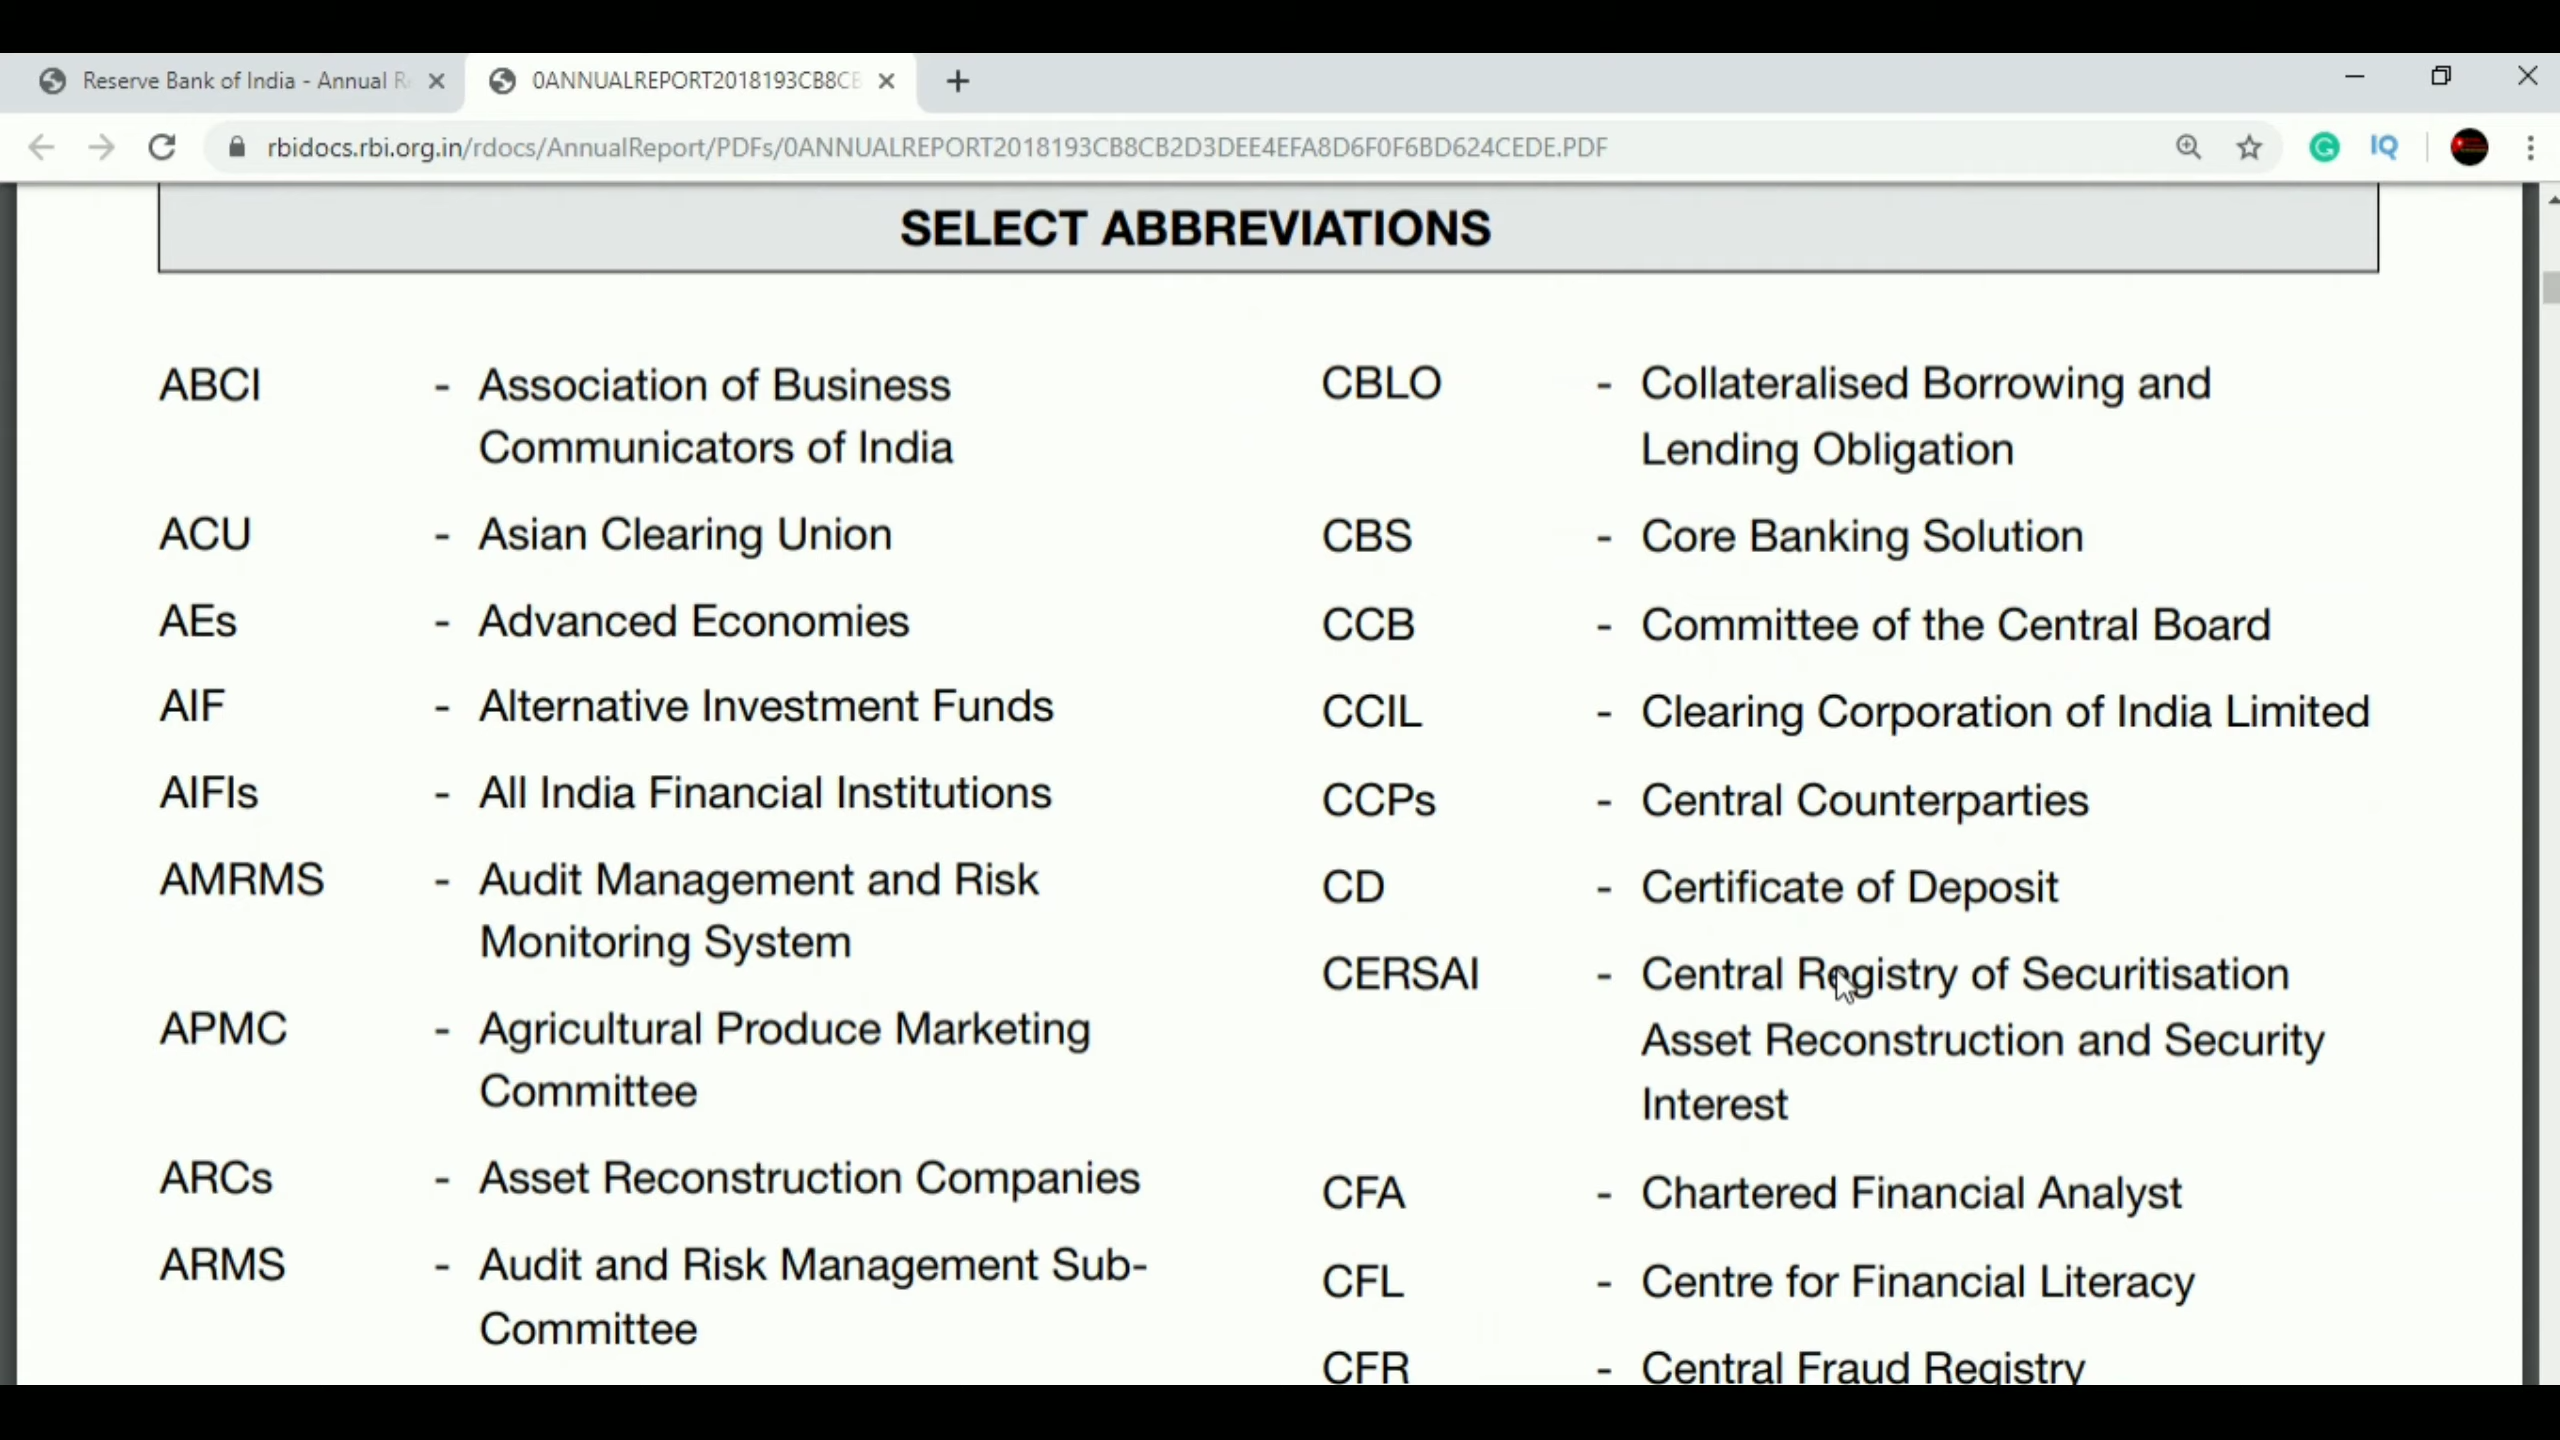 Reserve Bank of India - Annual R
0ANNUALREPORT2018193CB8CB
rbidocs.rbi.org.in/rdocs/AnnualReport/PDFs/0ANNUALREPORT2018193CB8CB2D3DEE4EFA8D6F0F6BD624CEDE.PDF
IQ
SELECT ABBREVIATIONS
ABCI - Association of Business
Communicators of India
ACU - Asian Clearing Union
AEs - Advanced Economies
AIF - Alternative Investment Funds
AIFIs - All India Financial Institutions
AMRMS - Audit Management and Risk
Monitoring System
APMC - Agricultural Produce Marketing
Committee
ARCs - Asset Reconstruction Companies
ARMS - Audit and Risk Management Sub-
Committee
CBLO - Collateralised Borrowing and
Lending Obligation
CBS - Core Banking Solution
CCB - Committee of the Central Board
CCIL - Clearing Corporation of India Limited
CCPs - Central Counterparties
CD - Certificate of Deposit
CERSAI - Central Registry of Securitisation
Asset Reconstruction and Security
Interest
CFA - Chartered Financial Analyst
CFL - Centre for Financial Literacy
CFR - Central Fraud Registry